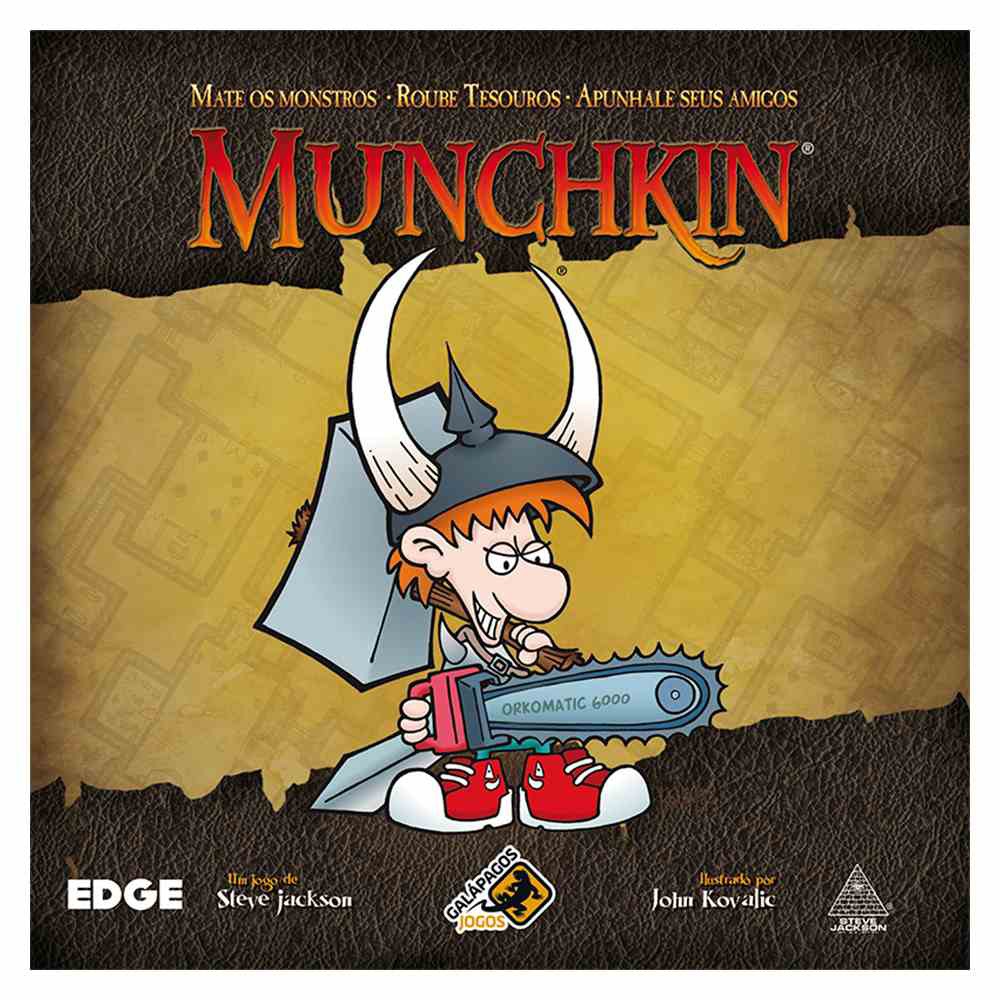 MATE OS MONSTROS · ROUBE TESOUROS · APUNHALE SEUS AMIGOS
MUNCHKIN®
®
ORKOMATIC 6000
EDGE
Um jogo de
Steve Jackson
GALÁPAGOS
JOGOS
Ilustrado por
John Kovalic
STEVE
JACKSON